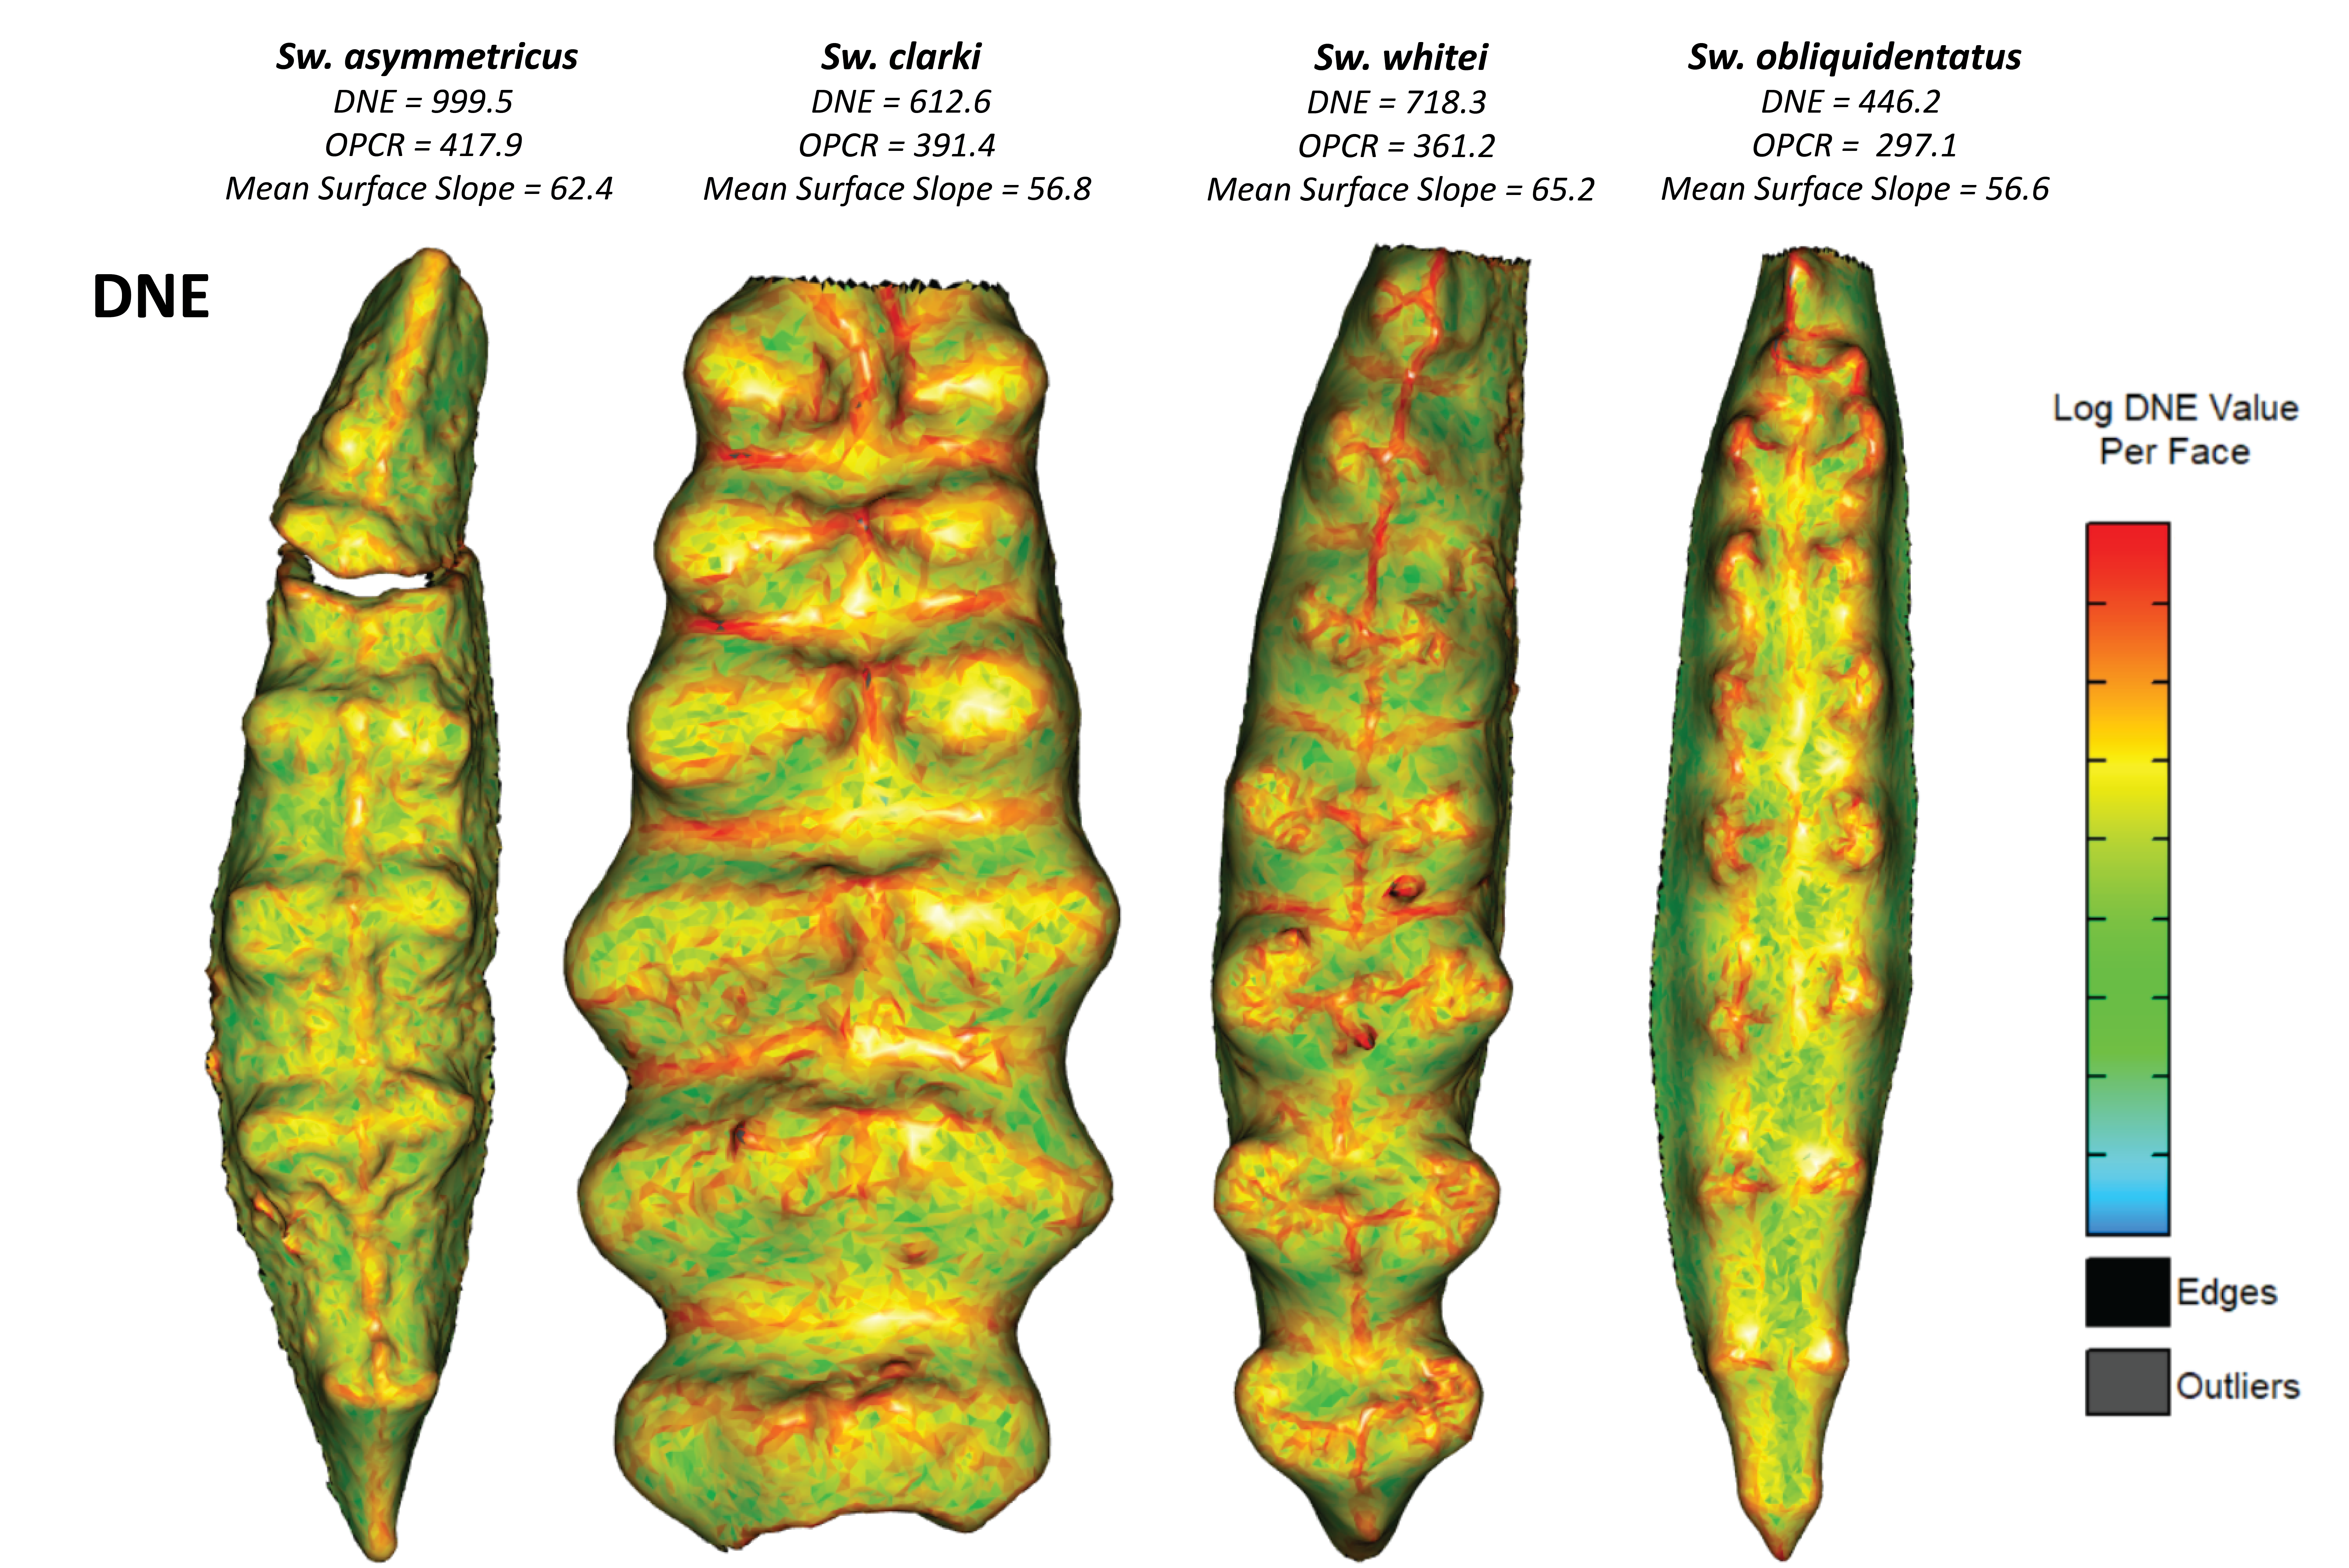 Sw. asymmetricus
DNE = 999.5
OPCR = 417.9
Mean Surface Slope = 62.4
Sw. clarki
DNE = 612.6
OPCR = 391.4
Mean Surface Slope = 56.8
Sw. whitei
DNE = 718.3
OPCR = 361.2
Mean Surface Slope = 65.2
Sw. obliquidentatus
DNE = 446.2
OPCR = 297.1
Mean Surface Slope = 56.6
DNE
Log DNE Value
Per Face
Edges
Outliers